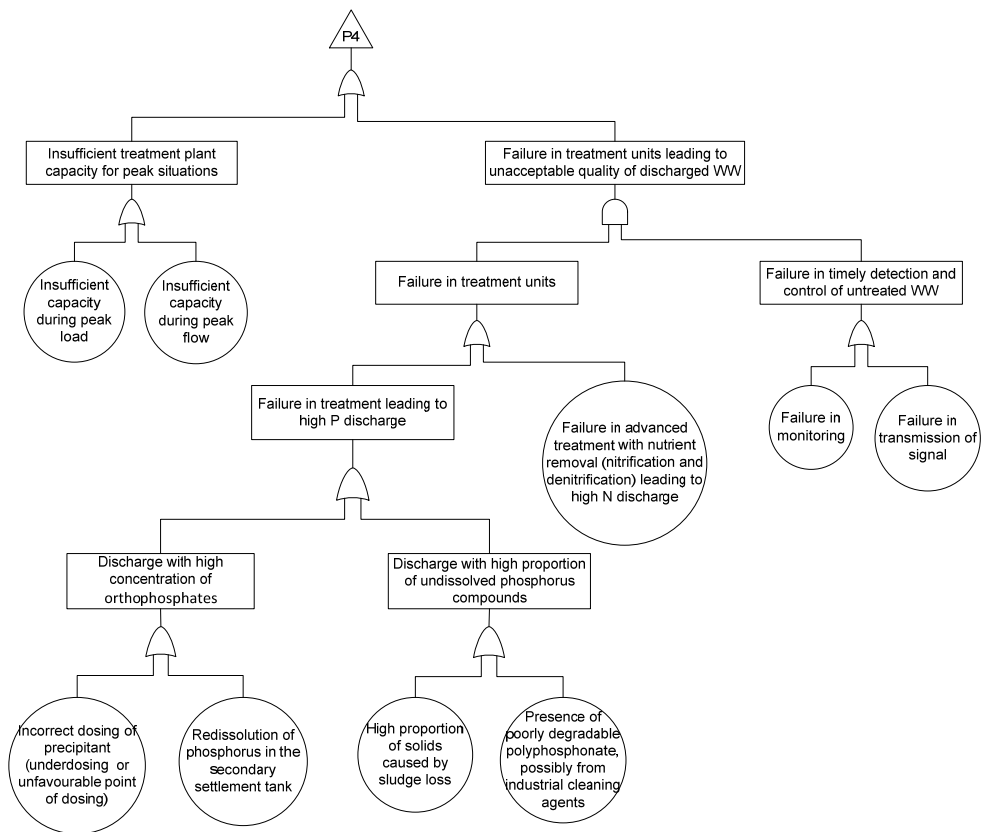 P4
Insufficient treatment plant
capacity for peak situations
Failure in treatment units leading to
unacceptable quality of discharged WW
Insufficient
capacity
during peak
load
Insufficient
capacity
during peak
flow
Failure in treatment units
Failure in timely detection and
control of untreated WW
Failure in treatment leading to
high P discharge
Failure in advanced
treatment with nutrient
removal (nitrification and
denitrification) leading to
high N discharge
Failure in
monitoring
Failure in
transmission of
signal
Discharge with high
concentration of
orthophosphates
Discharge with high proportion
of undissolved phosphorus
compounds
Incorrect dosing of
precipitant
(underdosing or
unfavourable point
of dosing)
Redissolution of
phosphorus in the
secondary
settlement tank
High proportion
of solids
caused by
sludge loss
Presence of
poorly degradable
polyphosphonate,
possibly from
industrial cleaning
agents